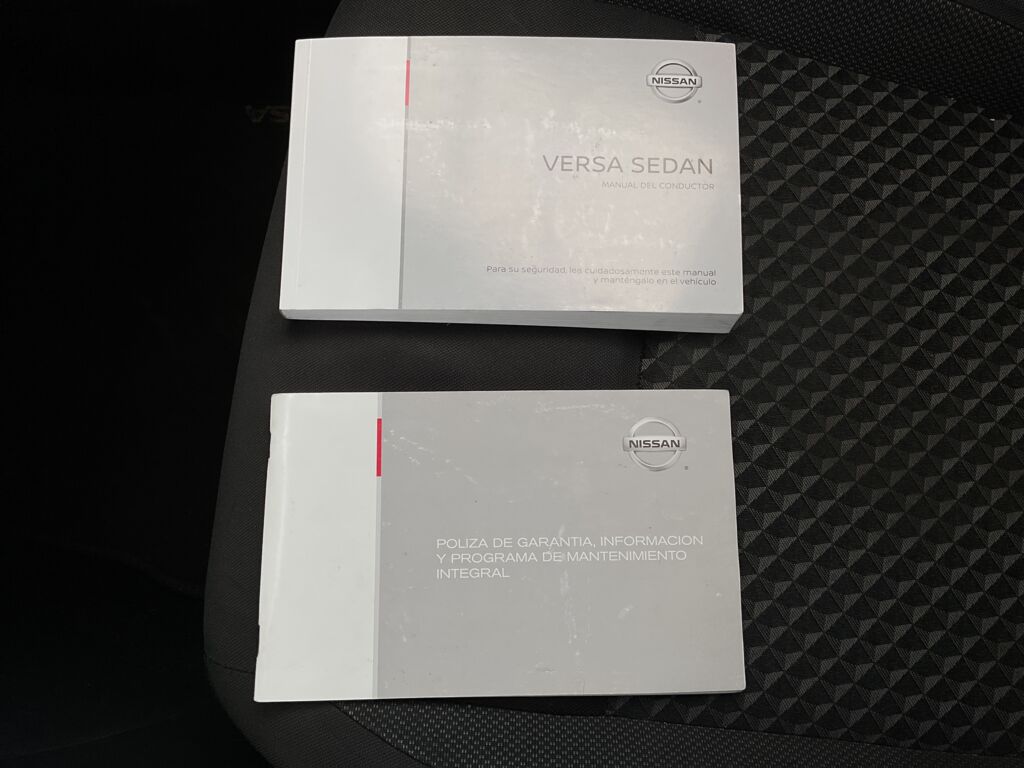 NISSAN
VERSA SEDAN
MANUAL DEL CONDUCTOR
Para su seguridad, lea cuidadosamente este manual
y manténgalo en el vehículo
NISSAN
POLIZA DE GARANTIA, INFORMACION
Y PROGRAMA DE MANTENIMIENTO
INTEGRAL